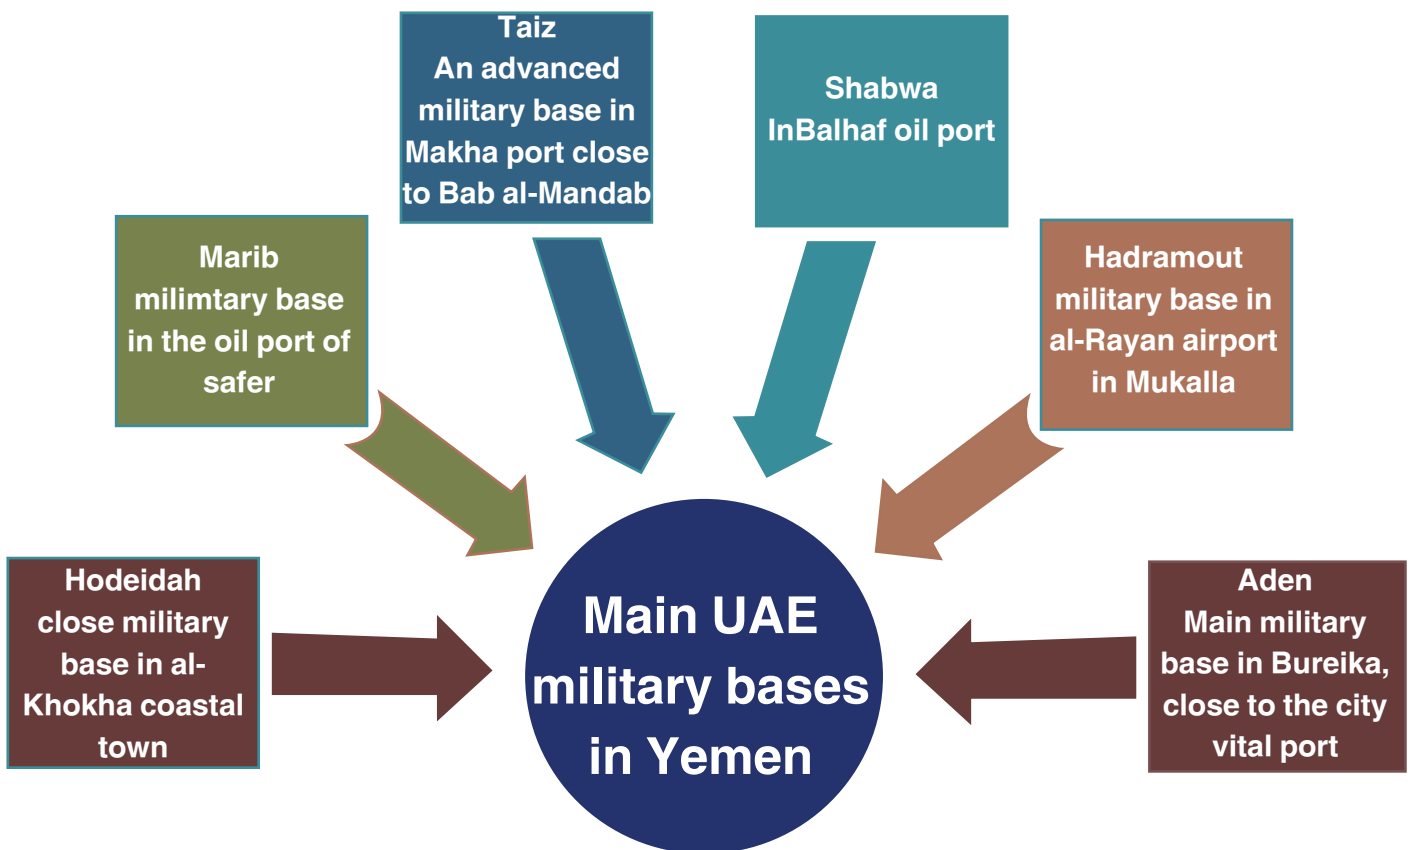 Taiz
An advanced
military base in
Makha port close
to Bab al-Mandab
Shabwa
InBalhaf oil port
Marib
milimtary base
in the oil port of
safer
Hadramout
military base in
al-Rayan airport
in Mukalla
Hodeidah
close military
base in al-
Khokha coastal
town
Main UAE
military bases
in Yemen
Aden
Main military
base in Bureika,
close to the city
vital port